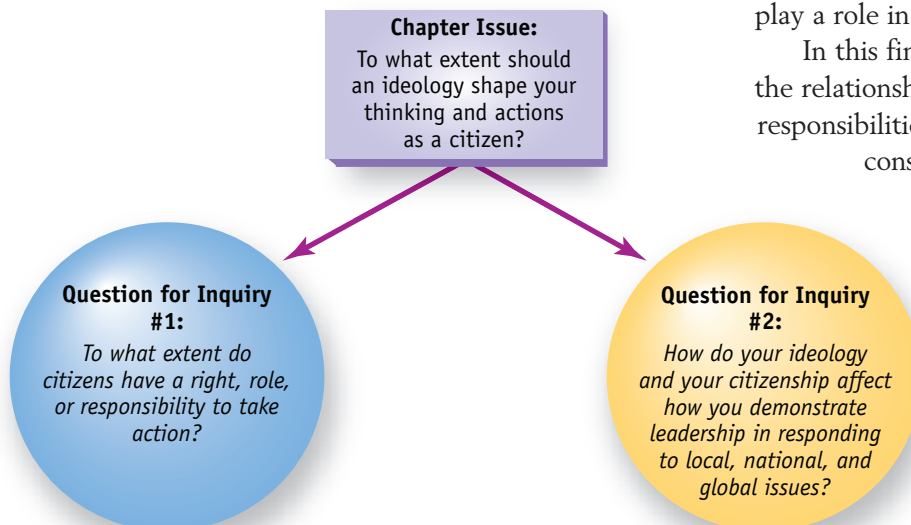 Chapter Issue:
To what extent should
an ideology shape your
thinking and actions
as a citizen?
play a role in
In this fin
the relationsh
responsibilitie
cons
Question for Inquiry
#1:
To what extent do
citizens have a right, role,
or responsibility to take
action?
Question for Inquiry
#2:
How do your ideology
and your citizenship affect
how you demonstrate
leadership in responding
to local, national, and
global issues?